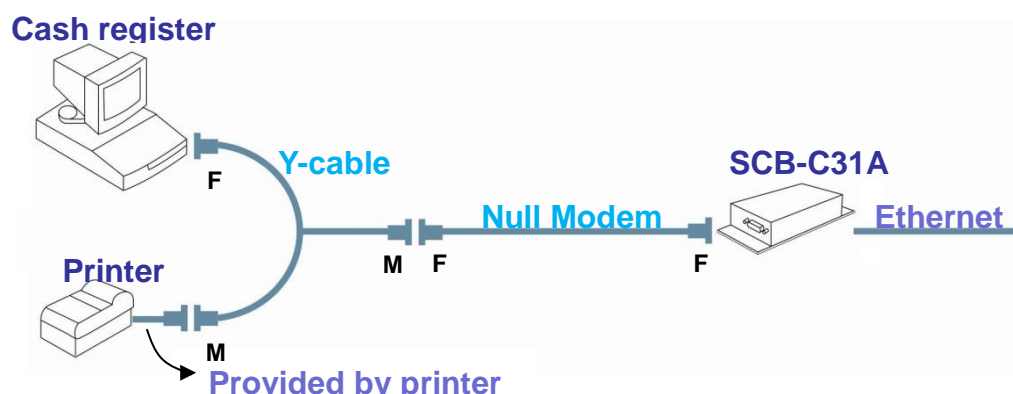 Cash register
F
Y-cable
SCB-C31A
Null Modem
Ethernet
M
F
F
Printer
M
Provided by printer